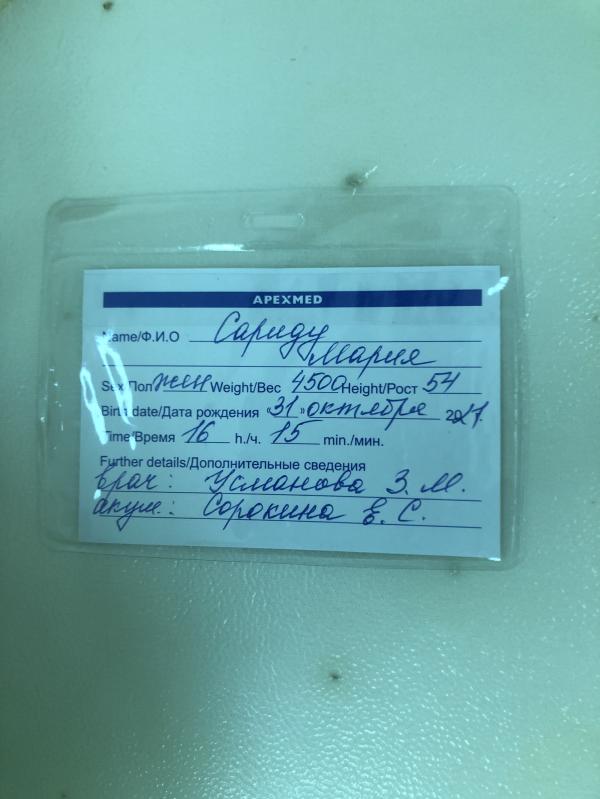 APEXMED
Name/Ф.И.О Сариду
Мария
Sex/Пол жен Weight/Вес 4500 Height/Рост 54
Birth date/Дата рождения «31» октября 2021.
Time/Время 16 h./ч. 15 min./мин.
Further details/Дополнительные сведения
врач: Усманова З. М.
акуш.: Сорокина Е. С.